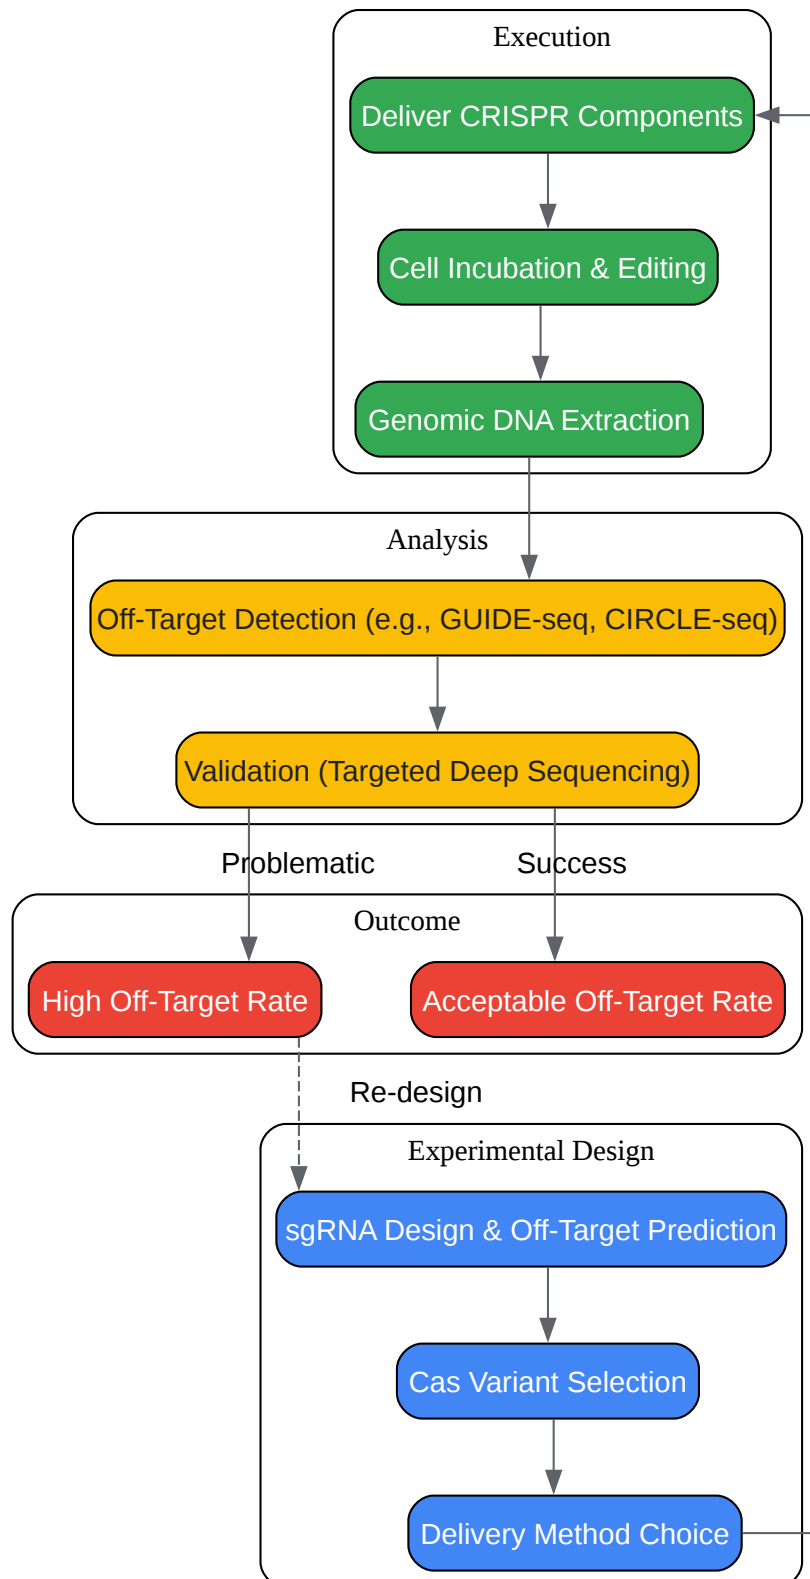 Execution
Deliver CRISPR Components
Cell Incubation & Editing
Genomic DNA Extraction
Analysis
Off-Target Detection (e.g., GUIDE-seq, CIRCLE-seq)
Validation (Targeted Deep Sequencing)
Problematic
Success
Outcome
High Off-Target Rate
Acceptable Off-Target Rate
Re-design
Experimental Design
sgRNA Design & Off-Target Prediction
Cas Variant Selection
Delivery Method Choice